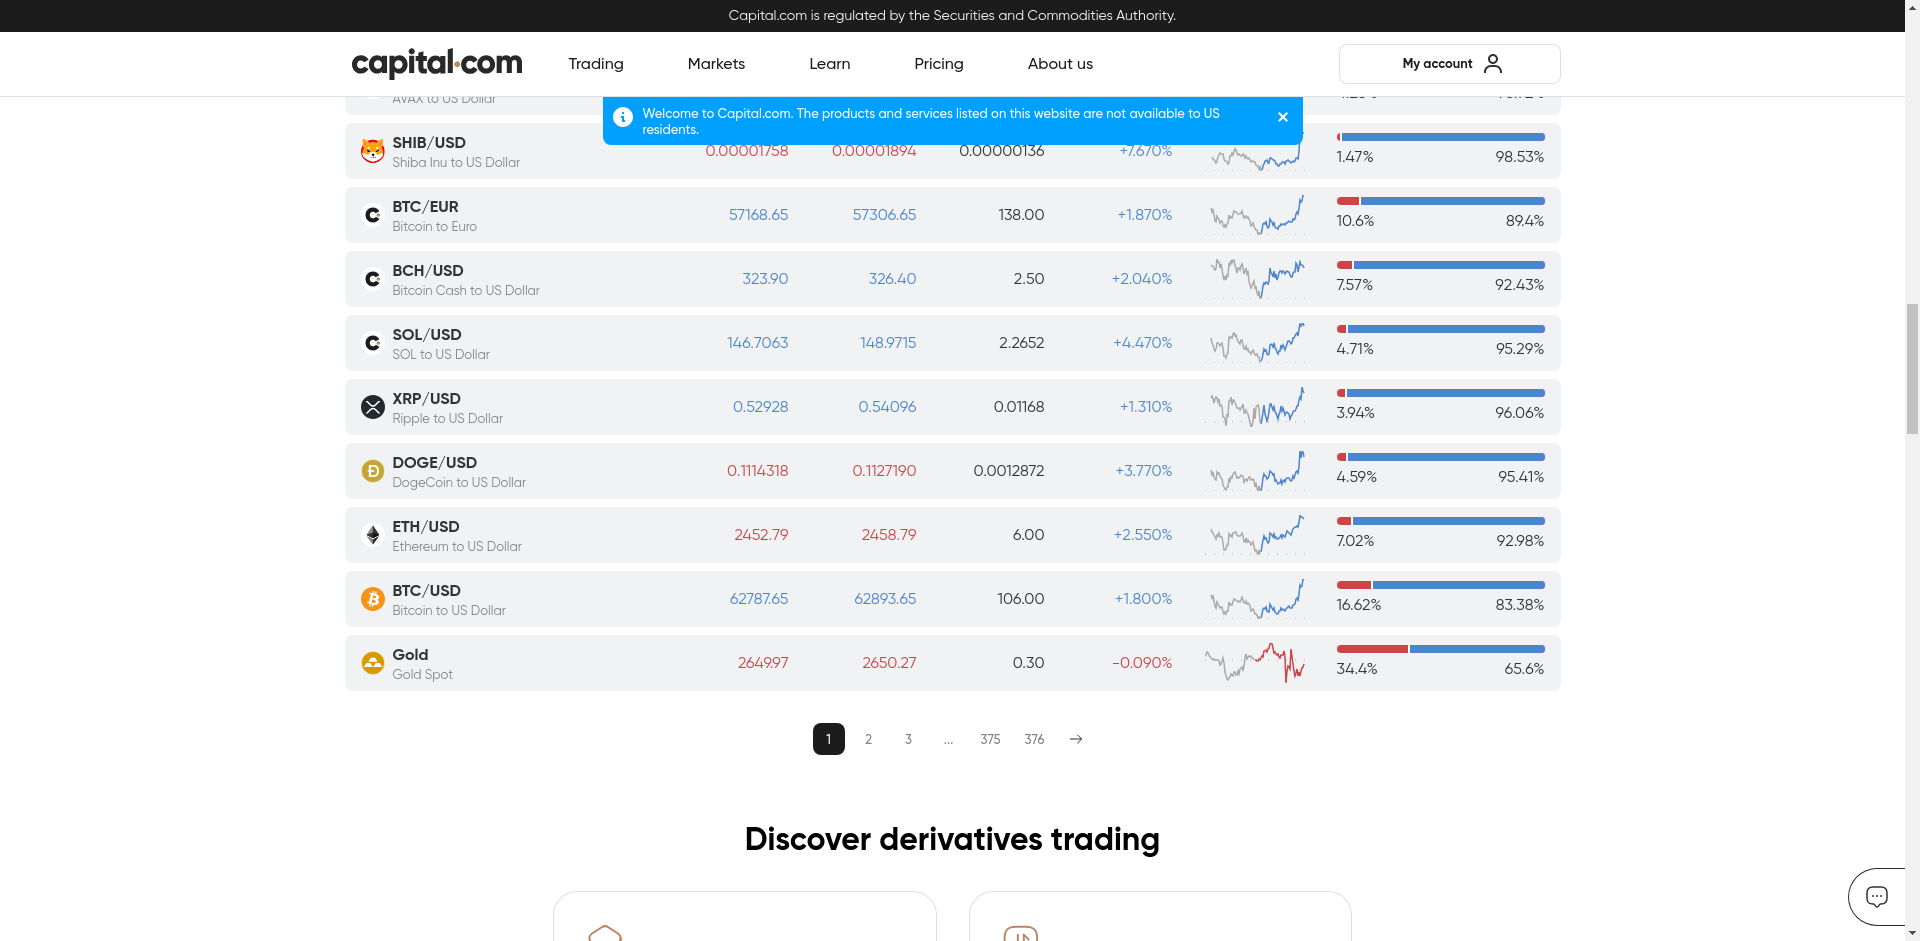 Capital.com is regulated by the Securities and Commodities Authority.
capital.com Trading Markets Learn Pricing About us My account
AVAX to US Dollar
Welcome to Capital.com. The products and services listed on this website are not available to US
residents.
SHIB/USD
Shiba Inu to US Dollar
0.00001758 0.00001894 0.00000136 +7.670% 1.47% 98.53%
BTC/EUR
Bitcoin to Euro
57168.65 57306.65 138.00 +1.870% 10.6% 89.4%
BCH/USD
Bitcoin Cash to US Dollar
323.90 326.40 2.50 +2.040% 7.57% 92.43%
SOL/USD
SOL to US Dollar
146.7063 148.9715 2.2652 +4.470% 4.71% 95.29%
XRP/USD
Ripple to US Dollar
0.52928 0.54096 0.01168 +1.310% 3.94% 96.06%
DOGE/USD
DogeCoin to US Dollar
0.1114318 0.1127190 0.0012872 +3.770% 4.59% 95.41%
ETH/USD
Ethereum to US Dollar
2452.79 2458.79 6.00 +2.550% 7.02% 92.98%
BTC/USD
Bitcoin to US Dollar
62787.65 62893.65 106.00 +1.800% 16.62% 83.38%
Gold
Gold Spot
2649.97 2650.27 0.30 -0.090% 34.4% 65.6%
1 2 3 ... 375 376
Discover derivatives trading